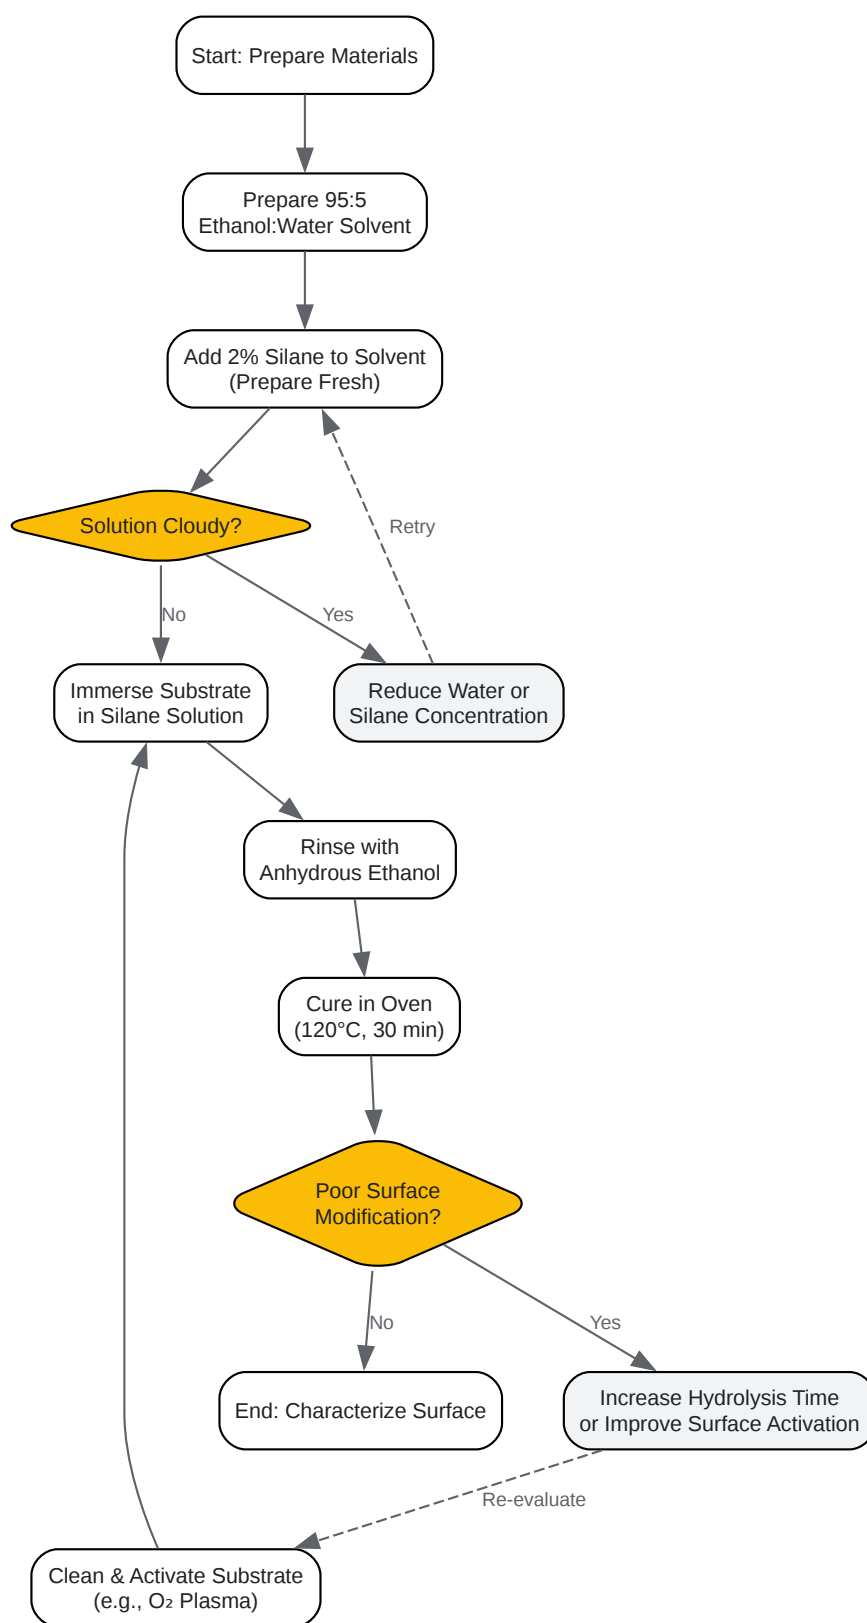 Start: Prepare Materials
Prepare 95:5
Ethanol:Water Solvent
Add 2% Silane to Solvent
(Prepare Fresh)
Solution Cloudy?
Retry
No
Yes
Immerse Substrate
in Silane Solution
Reduce Water or
Silane Concentration
Rinse with
Anhydrous Ethanol
Cure in Oven
(120°C, 30 min)
Poor Surface
Modification?
No
Yes
End: Characterize Surface
Increase Hydrolysis Time
or Improve Surface Activation
Re-evaluate
Clean & Activate Substrate
(e.g., O₂ Plasma)